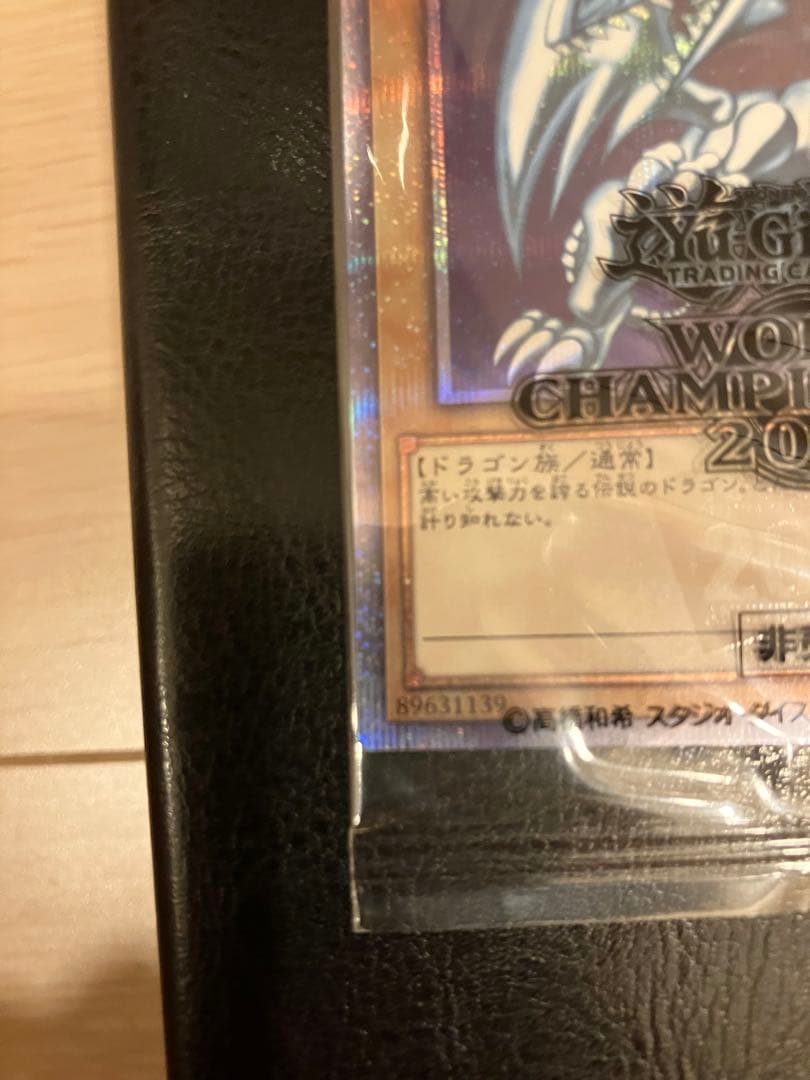 YU-G
TRADING CA
WO
CHAMPI
20
【ドラゴン族／通常】
高い攻撃力を誇る伝説のドラゴン。ど
計り知れない。
20
非
89631139
©高橋和希 スタジオ・ダイス